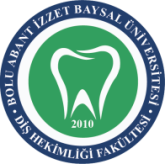 BOLU ABANT İZZET BAYSAL ÜNİVERSİTESİ
2010
DİŞ HEKİMLİĞİ FAKÜLTESİ